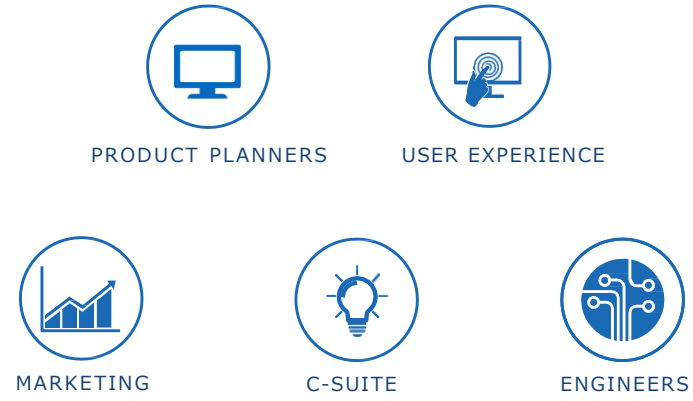 PRODUCT PLANNERS
USER EXPERIENCE
MARKETING
C-SUITE
ENGINEERS